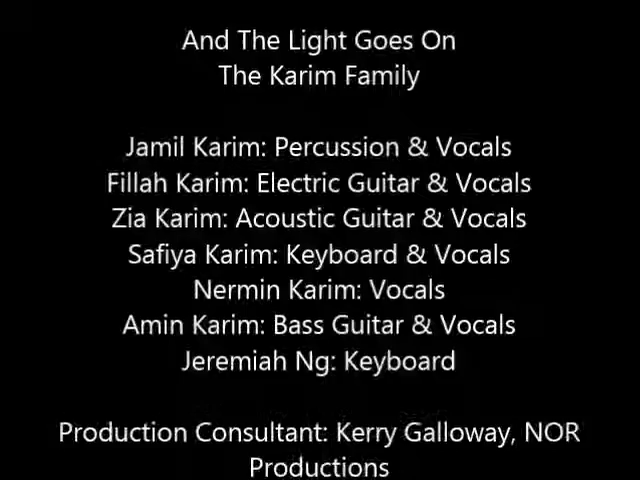 And The Light Goes On
The Karim Family
Jamil Karim: Percussion & Vocals
Fillah Karim: Electric Guitar & Vocals
Zia Karim: Acoustic Guitar & Vocals
Safiya Karim: Keyboard & Vocals
Nermin Karim: Vocals
Amin Karim: Bass Guitar & Vocals
Jeremiah Ng: Keyboard
Production Consultant: Kerry Galloway, NOR
Productions